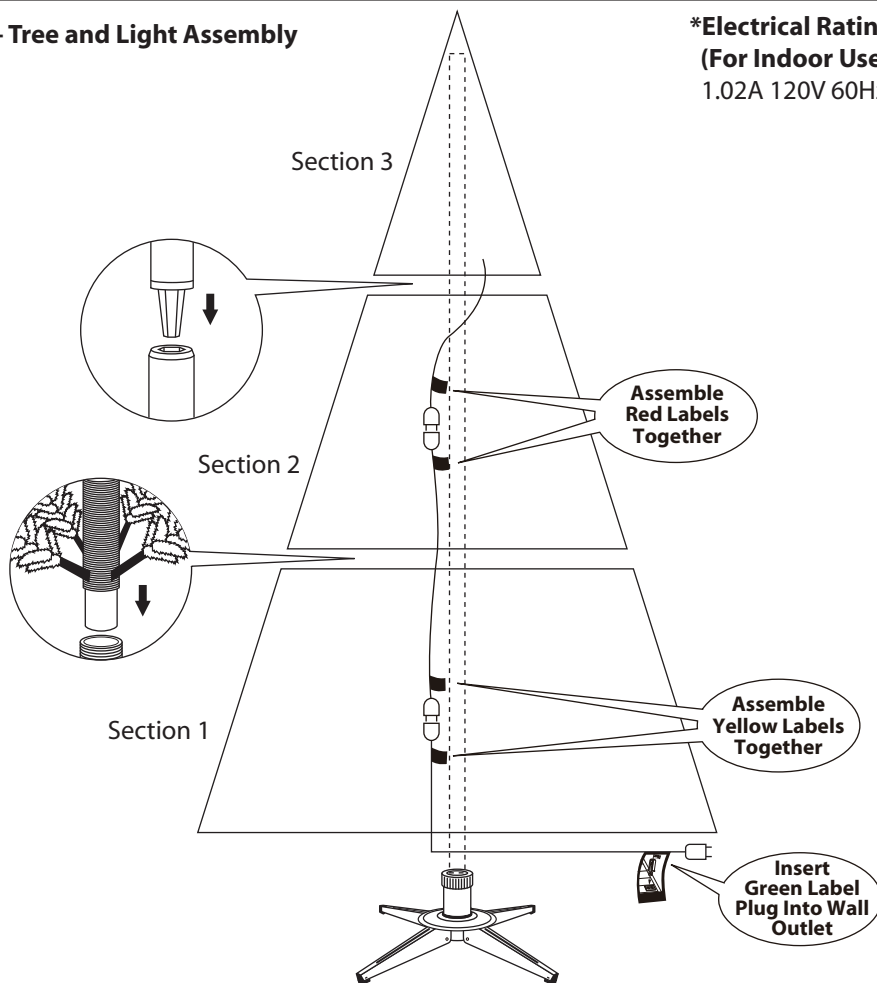 - Tree and Light Assembly
*Electrical Ratin
(For Indoor Use
1.02A 120V 60Hz
Section 3
Assemble
Red Labels
Together
Section 2
Assemble
Yellow Labels
Together
Section 1
Insert
Green Label
Plug Into Wall
Outlet